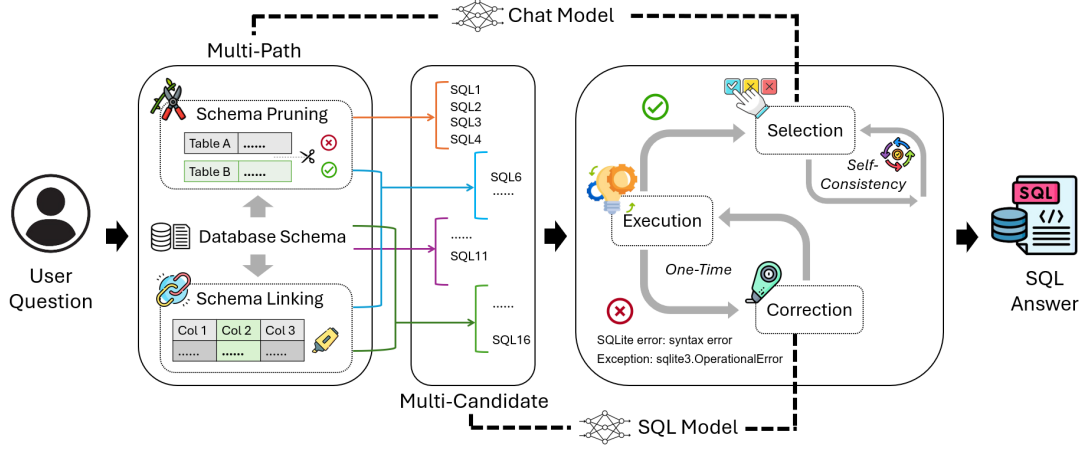 Chat Model
Multi-Path
Schema Pruning
Table A ......
Table B ......
Database Schema
Schema Linking
Col 1 Col 2 Col 3
...... ...... ......
User
Question
SQL1
SQL2
SQL3
SQL4
SQL6
......
......
SQL11
......
SQL16
Multi-Candidate
Selection
Self-
Consistency
Execution
One-Time
Correction
SQLite error: syntax error
Exception: sqlite3.OperationalError
SQL Model
SQL
</>
SQL
Answer